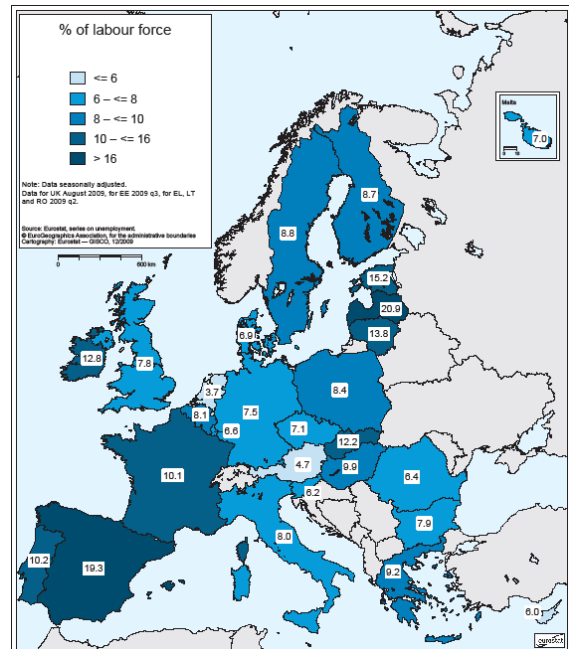 % of labour force
<= 6
6 – <= 8
8 – <= 10
10 – <= 16
> 16
Note: Data seasonally adjusted.
Data for UK August 2009, for EE 2009 q3, for EL, LT
and RO 2009 q2.
Source: Eurostat, series on unemployment.
© EuroGeographics Association, for the administrative boundaries
Cartography: Eurostat — GISCO, 12/2009
0 600 km
Malta
7.0
0 10
8.7
8.8
15.2
20.9
13.8
6.9
12.8
7.8
3.7
8.4
8.1
7.5
7.1
6.6
12.2
4.7
9.9
10.1
6.4
6.2
7.9
8.0
10.2
19.3
9.2
6.0
eurostat